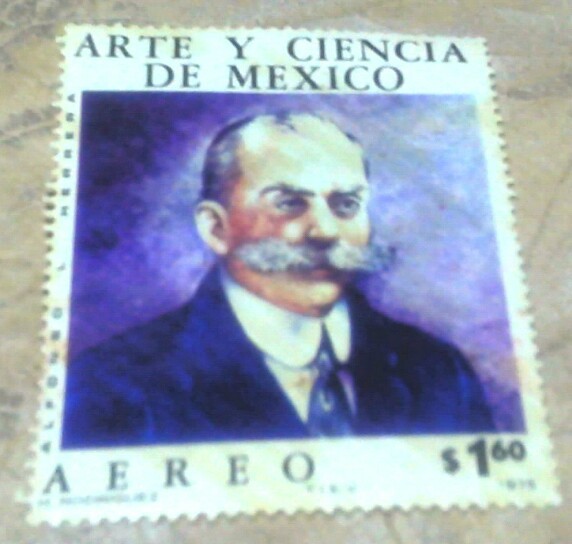 ARTE Y CIENCIA
DE MEXICO
ALFONSO L HERRERA
AEREO
$1.60